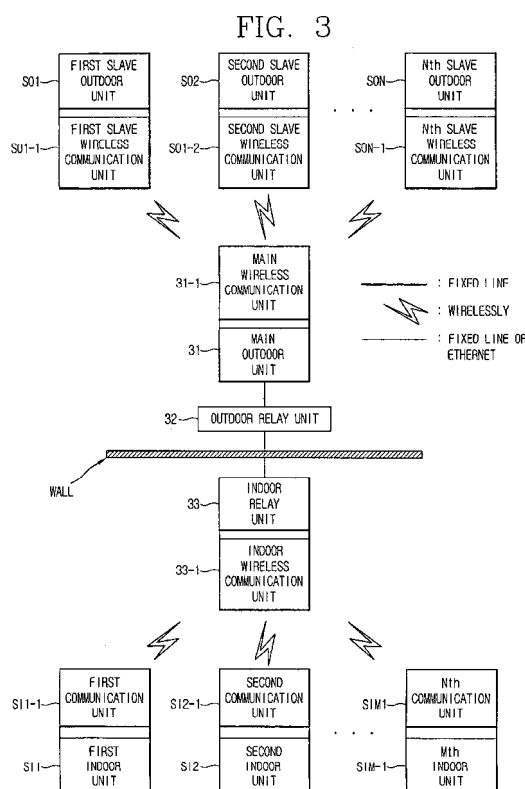 FIG. 3
SO1
FIRST SLAVE
OUTDOOR
UNIT
SU1-1
FIRST SLAVE
WIRELESS
COMMUNICATION
UNIT
SO2
SECOND SLAVE
OUTDOOR
UNIT
SO1-2
SECOND SLAVE
WIRELESS
COMMUNICATION
UNIT
. . .
SON
Nth SLAVE
OUTDOOR
UNIT
SON-1
Nth SLAVE
WIRELESS
COMMUNICATION
UNIT
31-1
MAIN
WIRELESS
COMMUNICATION
UNIT
31
MAIN
OUTDOOR
UNIT
: FIXED LINE
: WIRELESSLY
: FIXED LINE OF
ETHERNET
32
OUTDOOR RELAY UNIT
WALL
33
INDOOR
RELAY
UNIT
33-1
INDOOR
WIRELESS
COMMUNICATION
UNIT
SI1-1
FIRST
COMMUNICATION
UNIT
SI1
FIRST
INDOOR
UNIT
SI2-1
SECOND
COMMUNICATION
UNIT
SI2
SECOND
INDOOR
UNIT
. . .
SIM1
Nth
COMMUNICATION
UNIT
SIM-1
Mth
INDOOR
UNIT